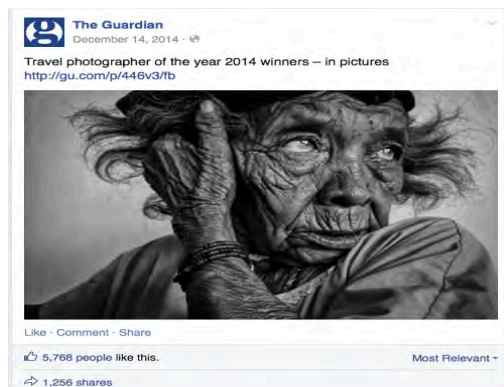 The Guardian
December 14, 2014 ·
Travel photographer of the year 2014 winners – in pictures
http://gu.com/p/446v3/fb
Like · Comment · Share
5,768 people like this.
Most Relevant
1,256 shares